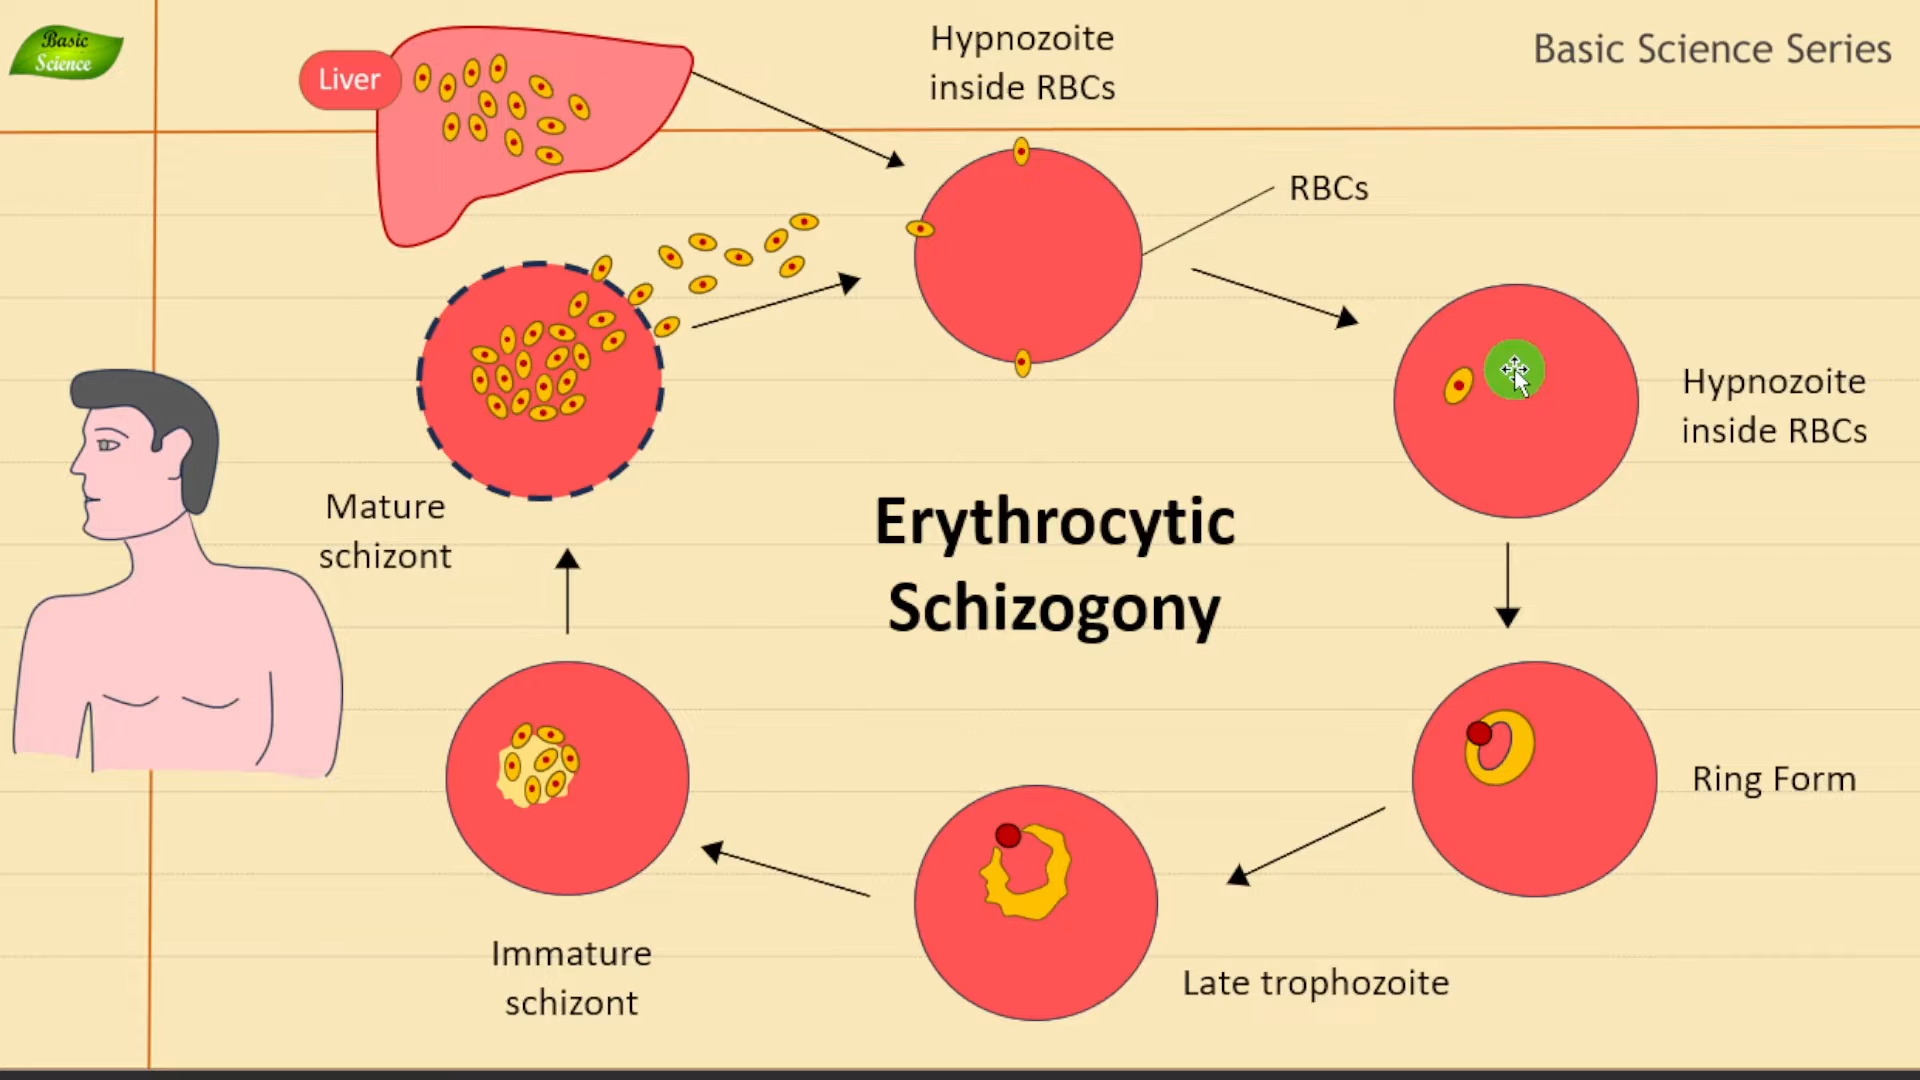 Basic
Science
Liver
Hypnozoite
inside RBCs
Basic Science Series
RBCs
Hypnozoite
inside RBCs
Mature
schizont
Erythrocytic
Schizogony
Ring Form
Immature
schizont
Late trophozoite